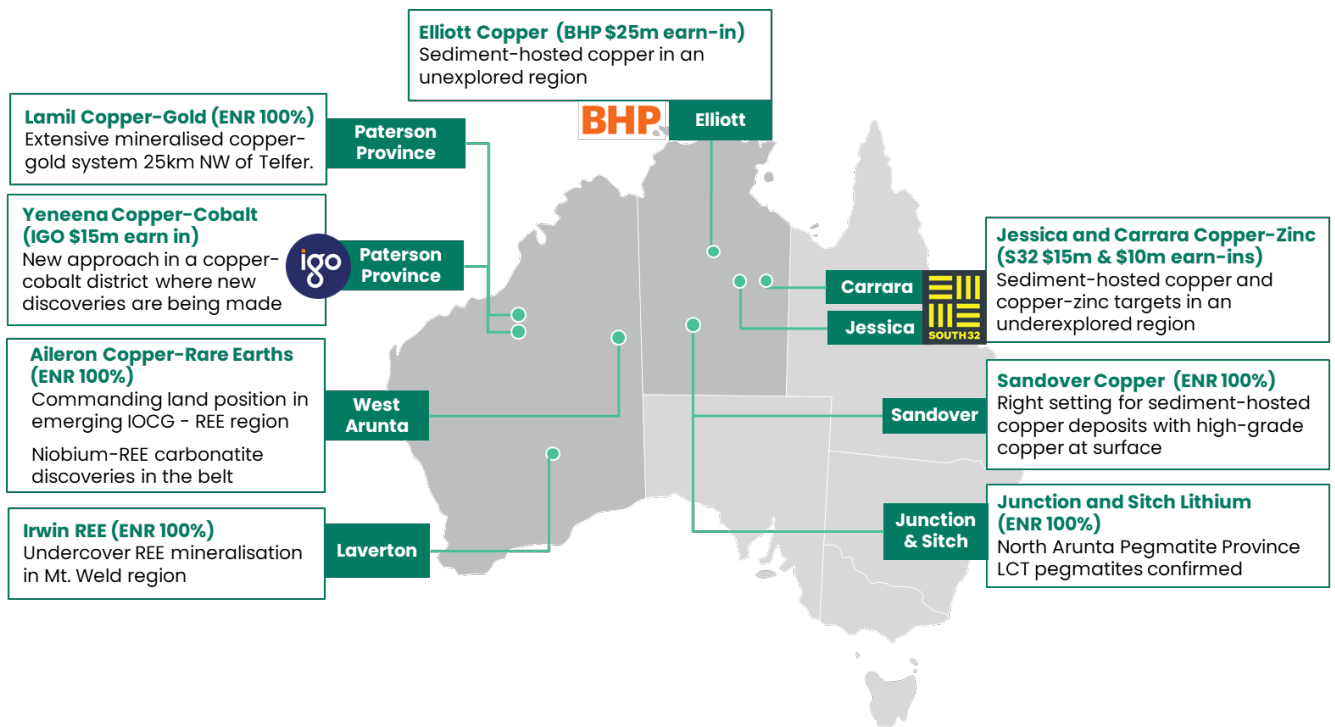 Elliott Copper (BHP $25m earn-in)
Sediment-hosted copper in an
unexplored region
BHP
Elliott
Lamil Copper-Gold (ENR 100%)
Extensive mineralised copper-
gold system 25km NW of Telfer.
Paterson
Province
Yeneena Copper-Cobalt
(IGO $15m earn in)
New approach in a copper-
cobalt district where new
discoveries are being made
igo
Paterson
Province
Aileron Copper-Rare Earths
(ENR 100%)
Commanding land position in
emerging IOCG - REE region
Niobium-REE carbonatite
discoveries in the belt
West
Arunta
Irwin REE (ENR 100%)
Undercover REE mineralisation
in Mt. Weld region
Laverton
Carrara
Jessica
SOUTH32
Jessica and Carrara Copper-Zinc
(S32 $15m & $10m earn-ins)
Sediment-hosted copper and
copper-zinc targets in an
underexplored region
Sandover
Sandover Copper (ENR 100%)
Right setting for sediment-hosted
copper deposits with high-grade
copper at surface
Junction
& Sitch
Junction and Sitch Lithium
(ENR 100%)
North Arunta Pegmatite Province
LCT pegmatites confirmed